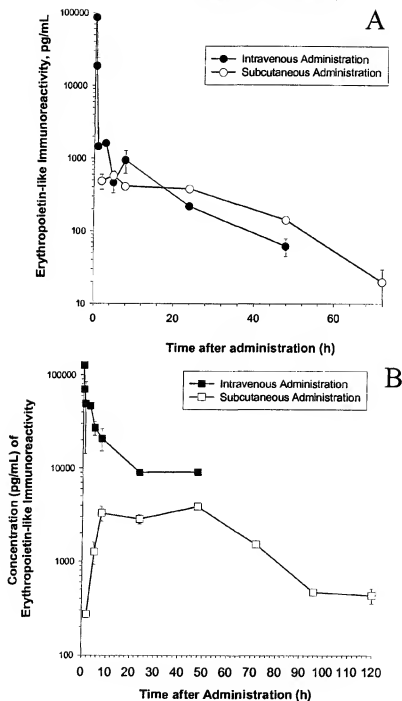 A
100000
10000
1000
100
10
Erythropoietin-like Immunoreactivity, pg/mL
Intravenous Administration
Subcutaneous Administration
0 20 40 60
Time after administration (h)
B
100000
10000
1000
100
Concentration (pg/mL) of
Erythropoietin-like Immunoreactivity
Intravenous Administration
Subcutaneous Administration
0 10 20 30 40 50 60 70 80 90 100 110 120
Time after Administration (h)